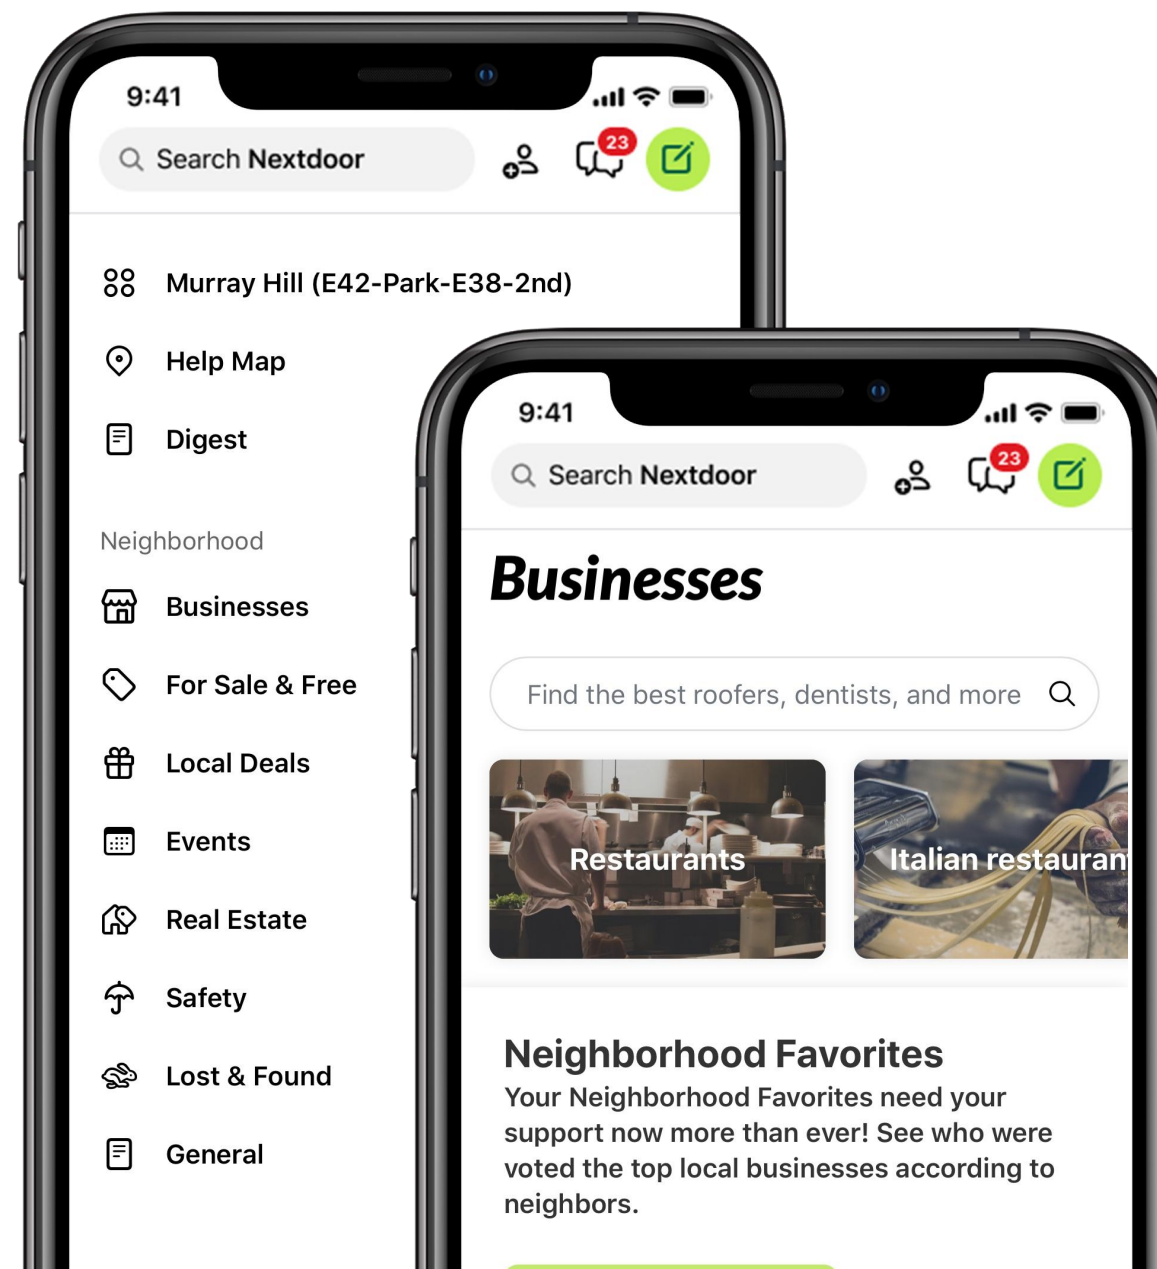 9:41
Search Nextdoor
23
Murray Hill (E42-Park-E38-2nd)
Help Map
Digest
Neighborhood
Businesses
For Sale & Free
Local Deals
Events
Real Estate
Safety
Lost & Found
General
9:41
Search Nextdoor
23
Businesses
Find the best roofers, dentists, and more
Restaurants
Italian restauran
Neighborhood Favorites
Your Neighborhood Favorites need your
support now more than ever! See who were
voted the top local businesses according to
neighbors.